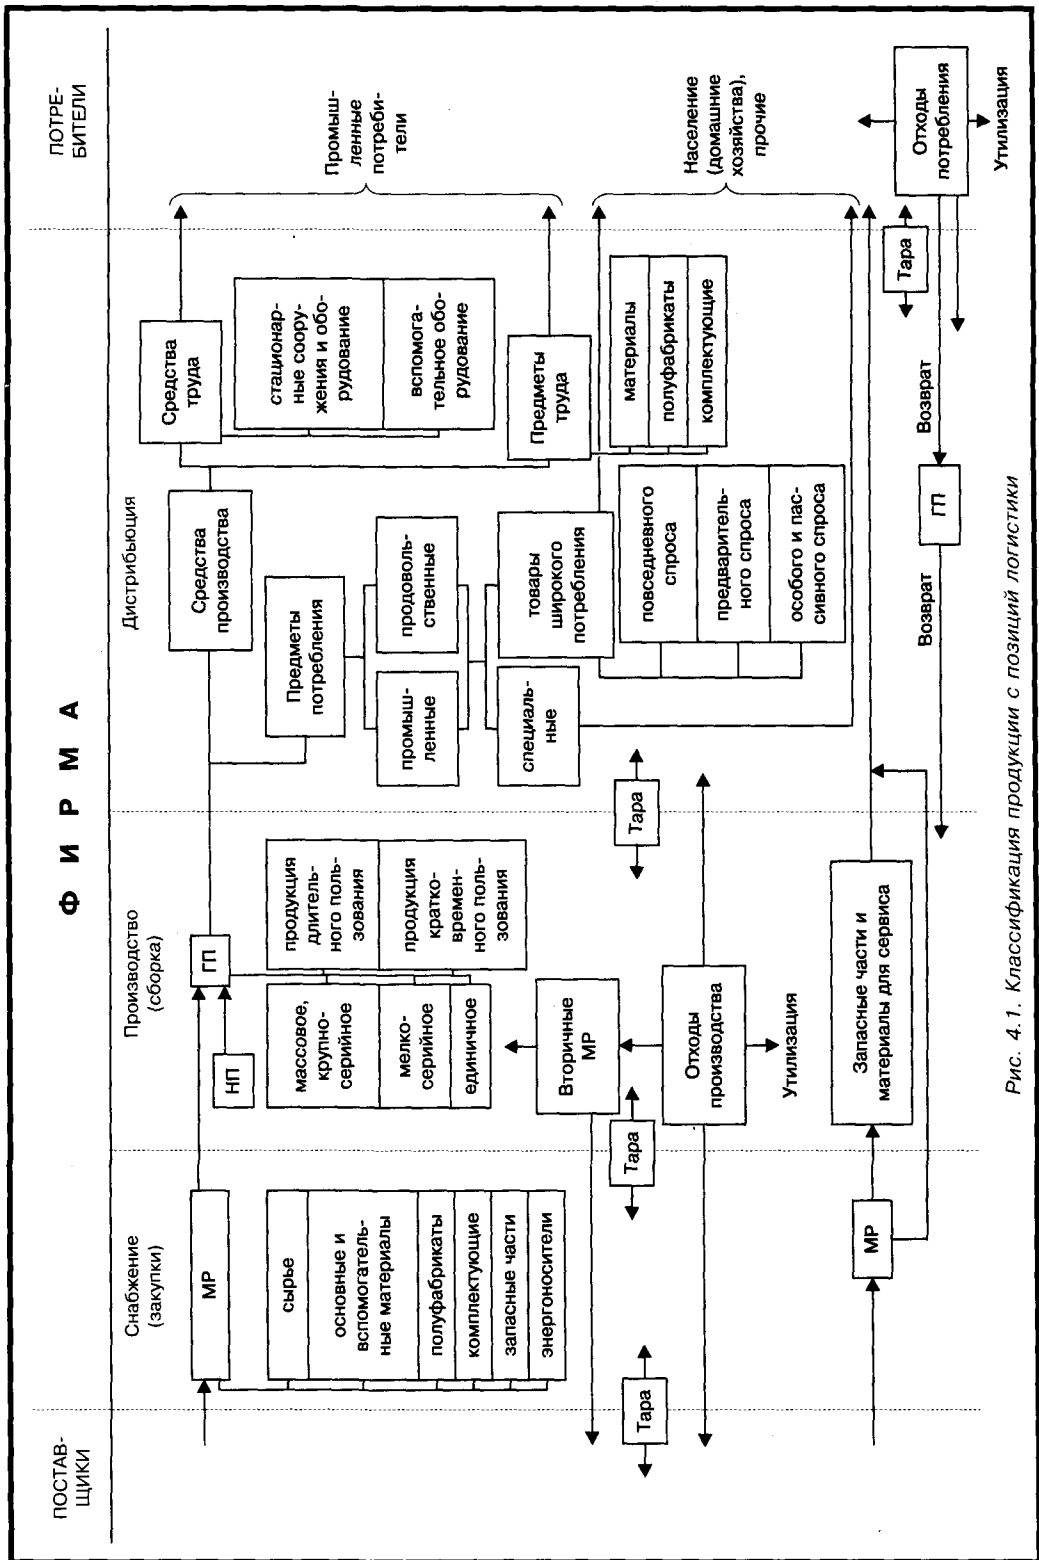 Ф И Р М А
ПОСТАВ-
ЩИКИ
Снабжение
(закупки)
Производство
(сборка)
Дистрибьюция
ПОТРЕ-
БИТЕЛИ
МР
сырье
основные и
вспомогатель-
ные материалы
полуфабрикаты
комплектующие
запасные части
энергоносители
Тара
МР
ГП
НП
массовое,
крупно-
серийное
мелко-
серийное
единичное
продукция
длитель-
ного поль-
зования
продукция
кратко-
времен-
ного поль-
зования
Вторичные
МР
Тара
Отходы
производства
Утилизация
Запасные части и
материалы для сервиса
Тара
Средства
производства
Предметы
потребления
промыш-
ленные
продоволь-
ственные
специаль-
ные
товары
широкого
потребления
повседневного
спроса
предваритель-
ного спроса
особого и пас-
сивного спроса
Средства
труда
стационар-
ные соору-
жения и обо-
рудование
вспомога-
тельное обо-
рудование
Предметы
труда
материалы
полуфабрикаты
комплектующие
Возврат
ГП
Возврат
Тара
Промыш-
ленные
потреби-
тели
Население
(домашние
хозяйства),
прочие
Отходы
потребления
Утилизация
Рис. 4.1. Классификация продукции с позиций логистики